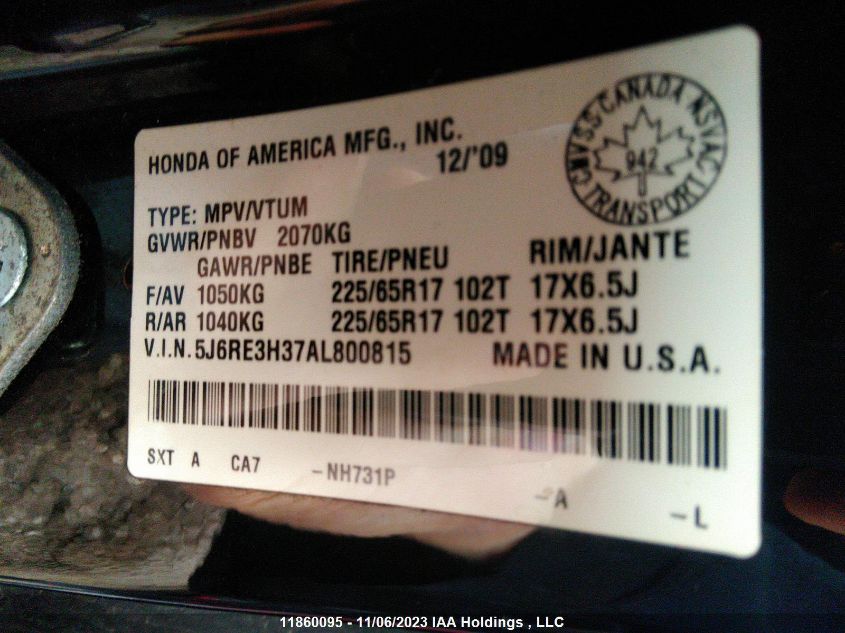 HONDA OF AMERICA MFG., INC.
12/'09
CMVSS·CANADA NSVAC
942
TRANSPORT
TYPE: MPV/VTUM
GVWR/PNBV 2070KG
GAWR/PNBE TIRE/PNEU RIM/JANTE
F/AV 1050KG 225/65R17 102T 17X6.5J
R/AR 1040KG 225/65R17 102T 17X6.5J
V.I.N. 5J6RE3H37AL800815 MADE IN U.S.A.
SXT A CA7 -NH731P -A -L
11860095 - 11/06/2023 IAA Holdings , LLC